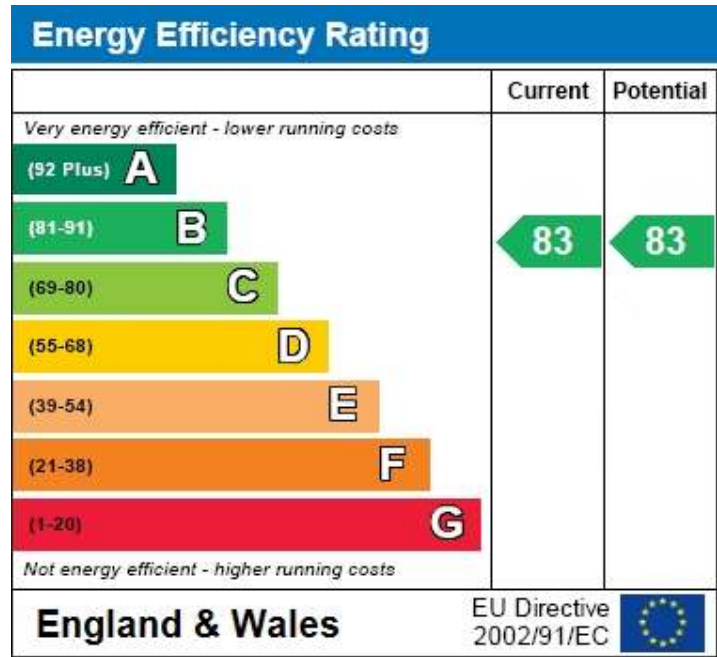 Energy Efficiency Rating
Current Potential
Very energy efficient - lower running costs
(92 Plus) A
(81-91) B
83 83
(69-80) C
(55-68) D
(39-54) E
(21-38) F
(1-20) G
Not energy efficient - higher running costs
England & Wales
EU Directive
2002/91/EC